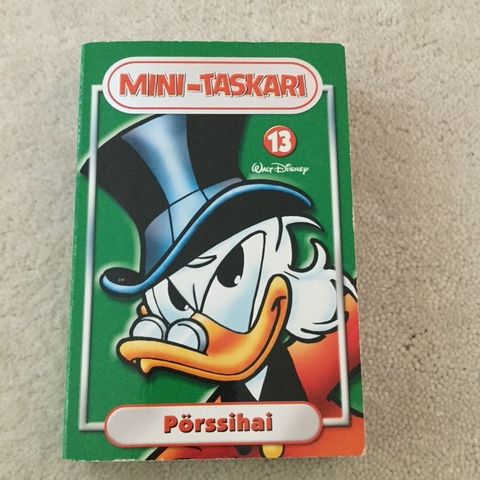 MINI-TASKARI
13
Walt Disney
Pörssihai